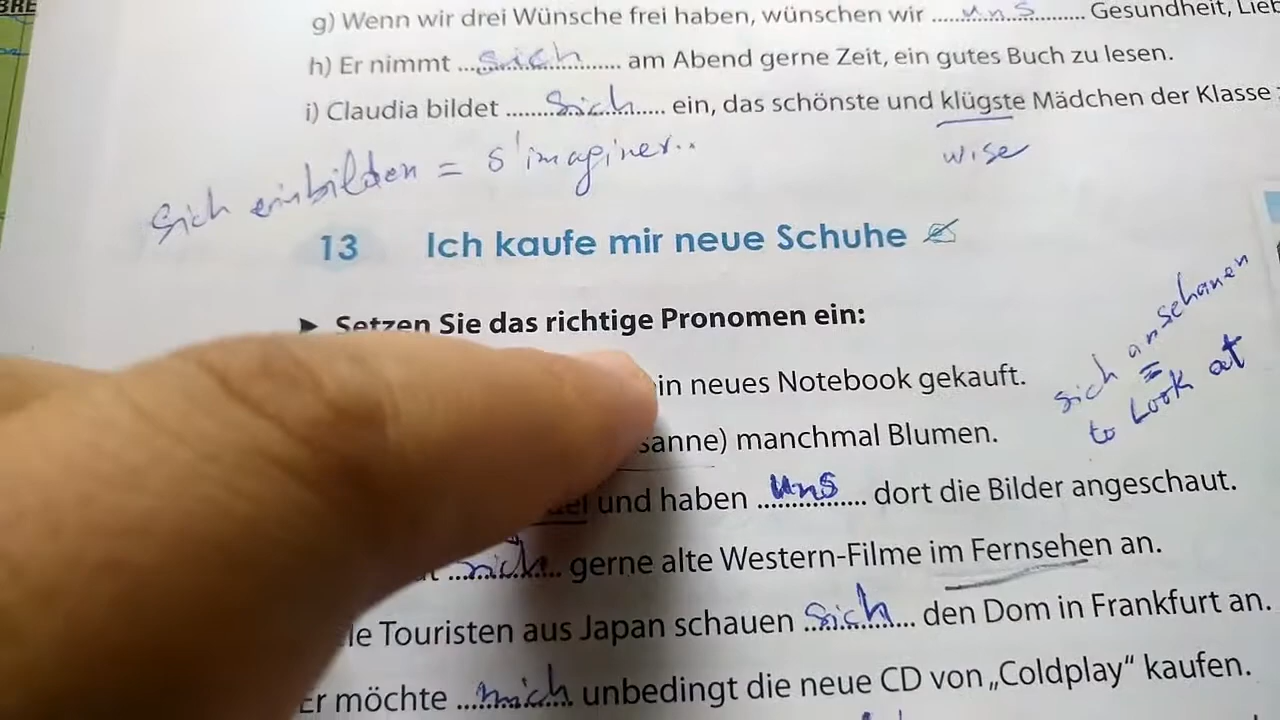 BRE
g) Wenn wir drei Wünsche frei haben, wünschen wir uns Gesundheit, Lieb
h) Er nimmt sich am Abend gerne Zeit, ein gutes Buch zu lesen.
i) Claudia bildet sich ein, das schönste und klügste Mädchen der Klasse
wise
sich einbilden = s'imaginer..
13 Ich kaufe mir neue Schuhe
► Setzen Sie das richtige Pronomen ein:
in neues Notebook gekauft.
sanne) manchmal Blumen.
sich anschauen
=
to Look at
und haben uns dort die Bilder angeschaut.
sich gerne alte Western-Filme im Fernsehen an.
le Touristen aus Japan schauen sich den Dom in Frankfurt an.
Er möchte mich unbedingt die neue CD von „Coldplay“ kaufen.